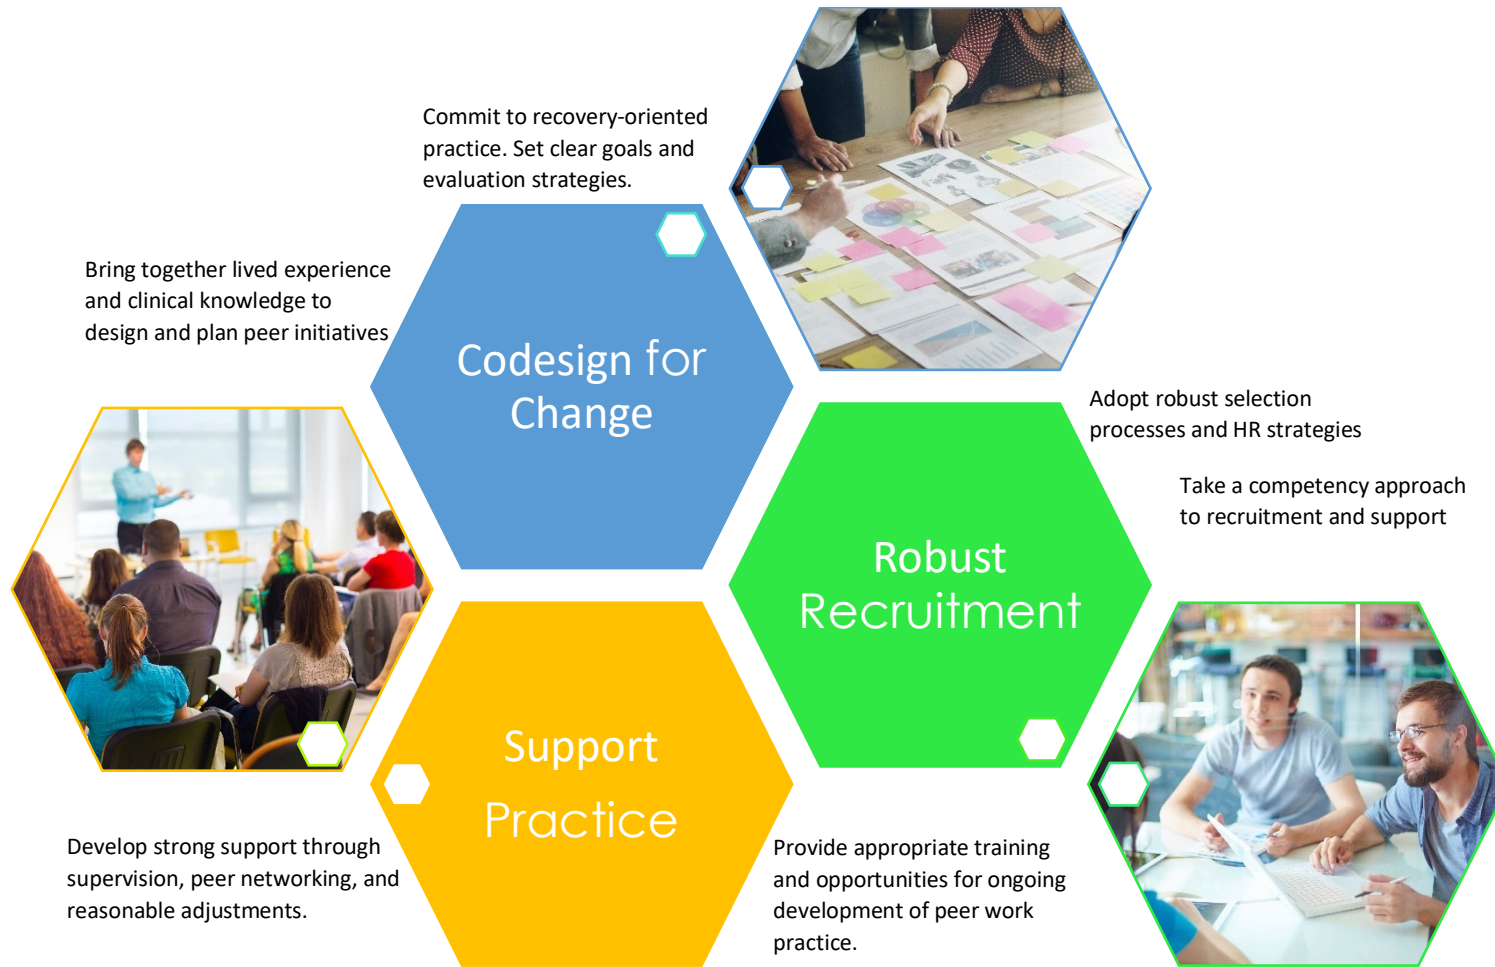 Commit to recovery-oriented
practice. Set clear goals and
evaluation strategies.
Bring together lived experience
and clinical knowledge to
design and plan peer initiatives
Codesign for
Change
Adopt robust selection
processes and HR strategies
Take a competency approach
to recruitment and support
Robust
Recruitment
Support
Practice
Develop strong support through
supervision, peer networking, and
reasonable adjustments.
Provide appropriate training
and opportunities for ongoing
development of peer work
practice.